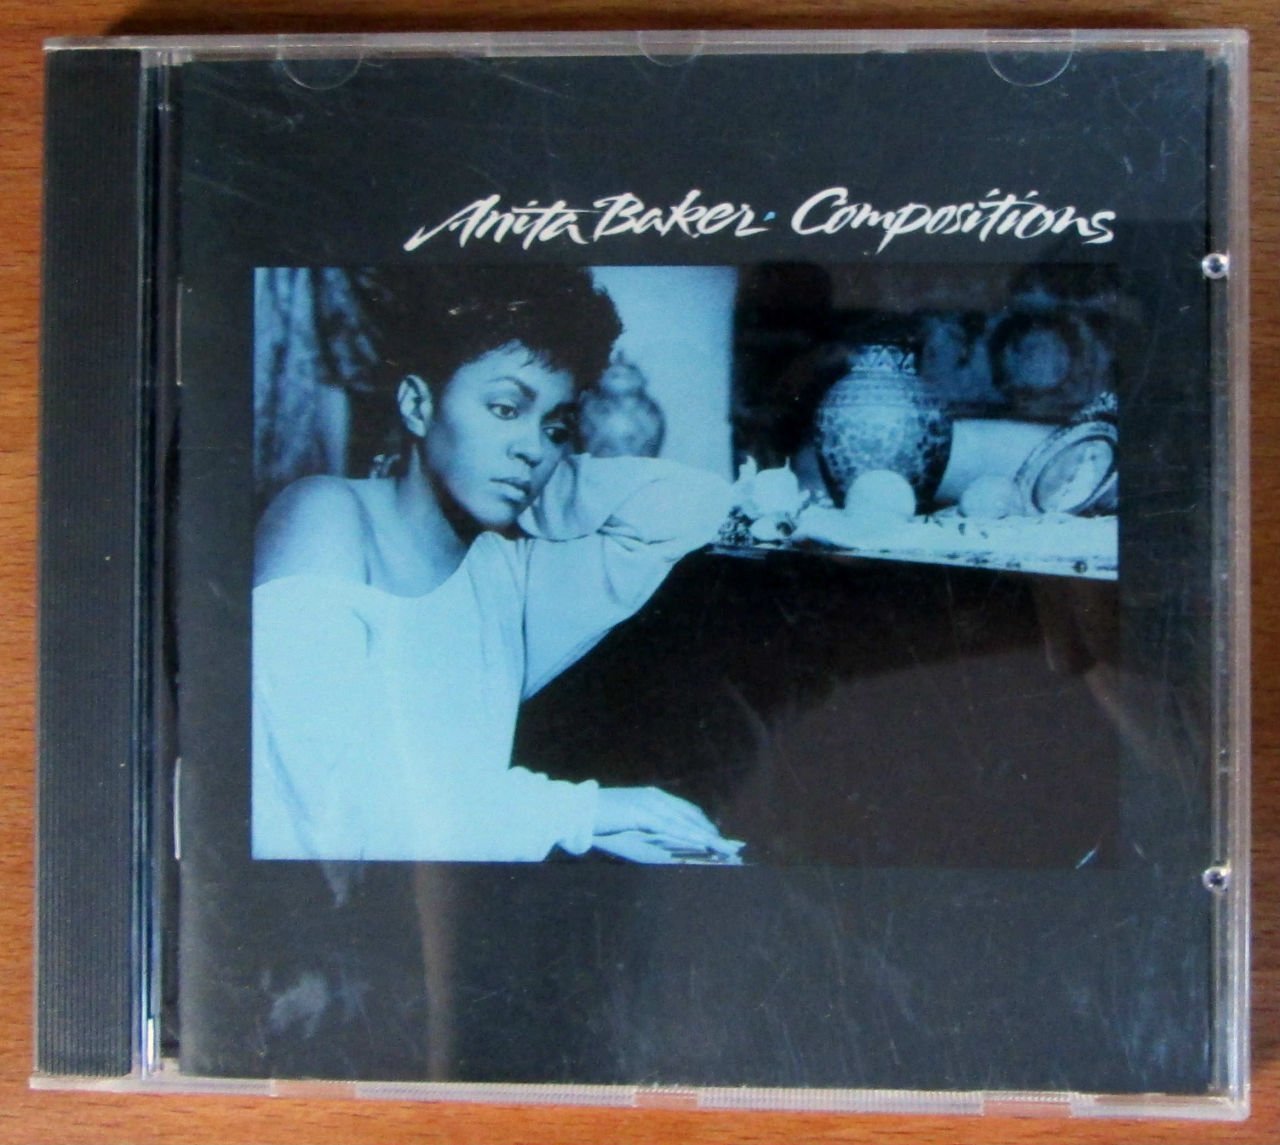 Anita Baker · Compositions